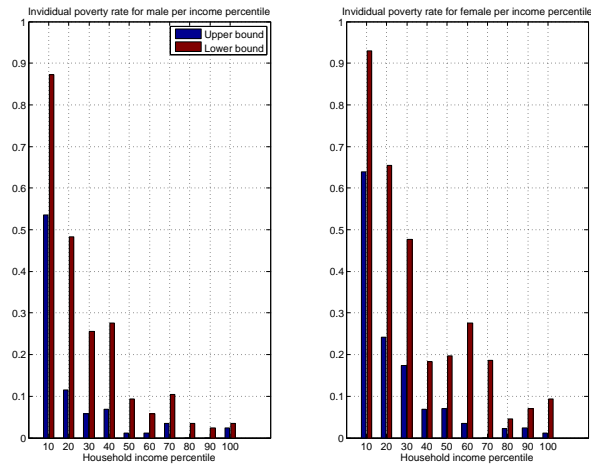 Invididual poverty rate for male per income percentile
Upper bound
Lower bound
1
0.9
0.8
0.7
0.6
0.5
0.4
0.3
0.2
0.1
0
10 20 30 40 50 60 70 80 90 100
Household income percentile
Invididual poverty rate for female per income percentile
1
0.9
0.8
0.7
0.6
0.5
0.4
0.3
0.2
0.1
0
10 20 30 40 50 60 70 80 90 100
Household income percentile